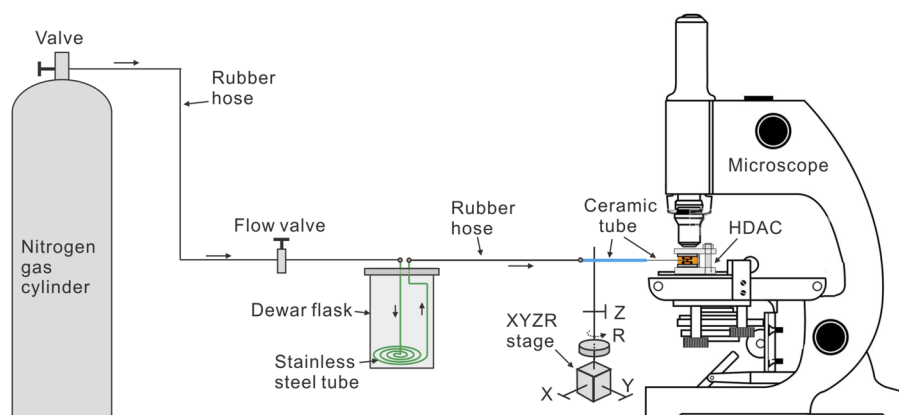 Valve
Rubber
hose
Nitrogen
gas
cylinder
Flow valve
Dewar flask
Stainless
steel tube
Rubber
hose
Ceramic
tube
XYZR
stage
Z
R
X
Y
HDAC
Microscope